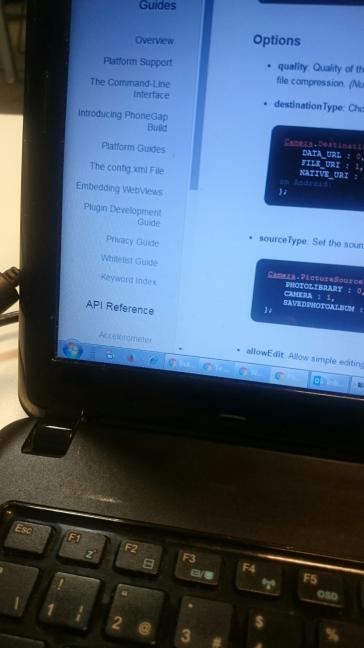 Guides
Overview
Platform Support
The Command-Line
Interface
Introducing PhoneGap
Build
Platform Guides
The config.xml File
Embedding WebViews
Plugin Development
Guide
Privacy Guide
Whitelist Guide
Keyword Index
API Reference
Accelerometer
Options
quality: Quality of the
file compression.
destinationType:
Camera.Destinati
DATA_URL : 0,
FILE_URI : 1,
NATIVE_URI :
on Android)
};
sourceType: Set the sour
Camera.PictureSource
PHOTOLIBRARY : 0,
CAMERA : 1,
SAVEDPHOTOALBUM :
};
allowEdit: Allow simple editing
Esc
F1
F2
F3
F4
F5
OSD
!
1
"
2 @
3 #
$
%